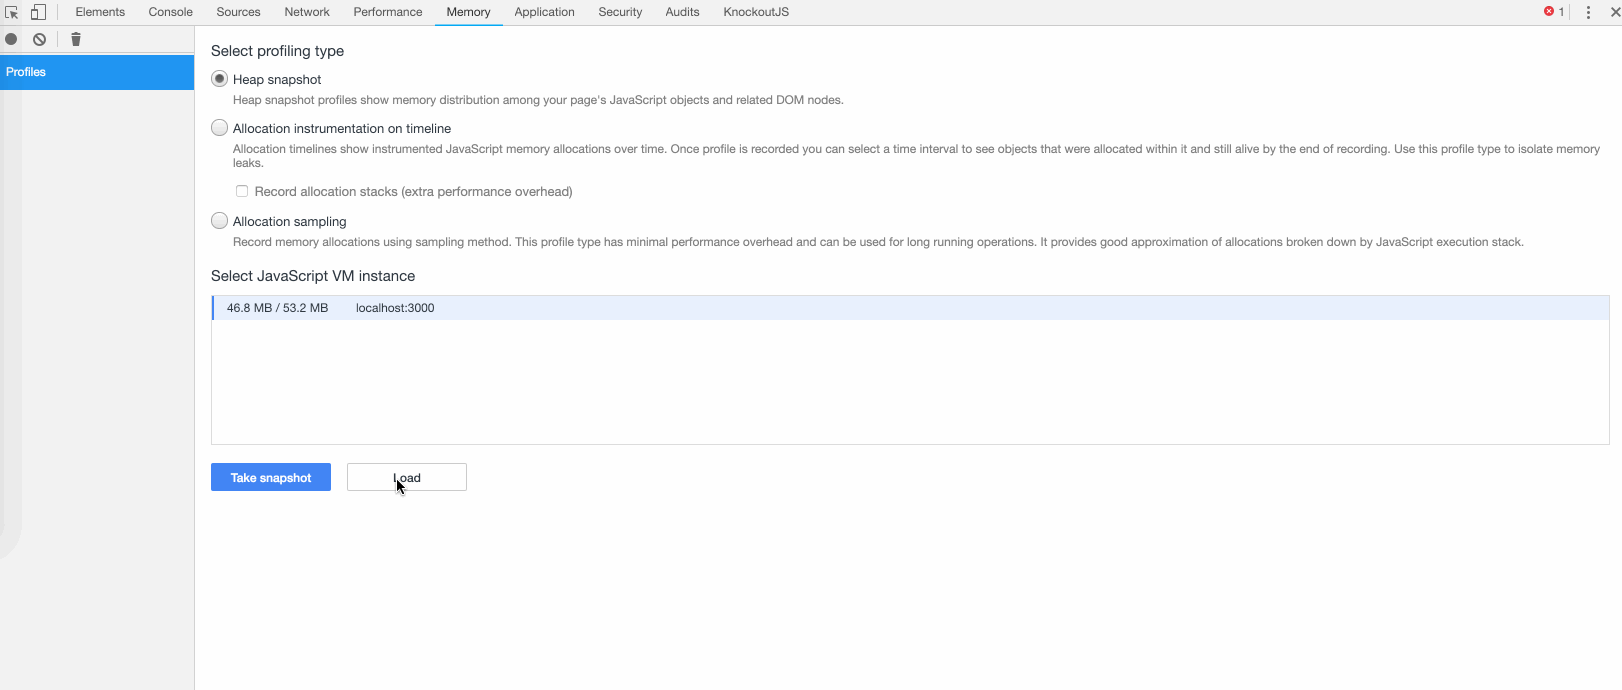 Elements Console Sources Network Performance Memory Application Security Audits KnockoutJS 1
Profiles
Select profiling type
Heap snapshot
Heap snapshot profiles show memory distribution among your page's JavaScript objects and related DOM nodes.
Allocation instrumentation on timeline
Allocation timelines show instrumented JavaScript memory allocations over time. Once profile is recorded you can select a time interval to see objects that were allocated within it and still alive by the end of recording. Use this profile type to isolate memory
leaks.
Record allocation stacks (extra performance overhead)
Allocation sampling
Record memory allocations using sampling method. This profile type has minimal performance overhead and can be used for long running operations. It provides good approximation of allocations broken down by JavaScript execution stack.
Select JavaScript VM instance
46.8 MB / 53.2 MB localhost:3000
Take snapshot Load